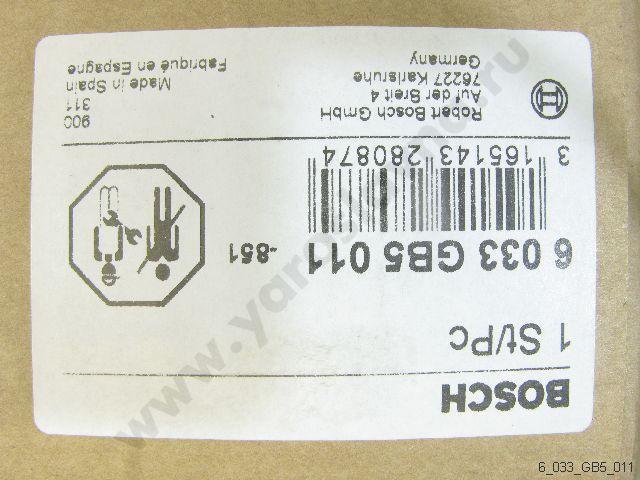 BOSCH
1 St/Pc
6 033 GB5 011
-851
3 165143 280874
Robert Bosch GmbH
Auf der Breit 4
76227 Karlsruhe
Germany
900
311
Made in Spain
Fabriqué en Espagne
6_033_GB5_011